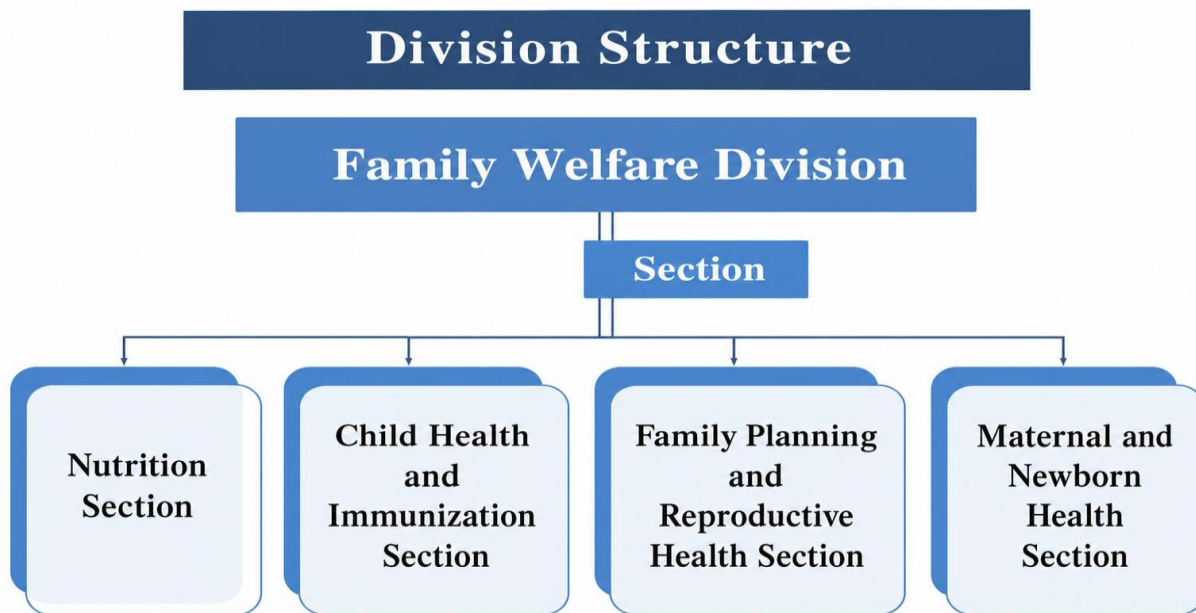 Division Structure
Family Welfare Division
Section
Nutrition
Section
Child Health
and
Immunization
Section
Family Planning
and
Reproductive
Health Section
Maternal and
Newborn
Health
Section